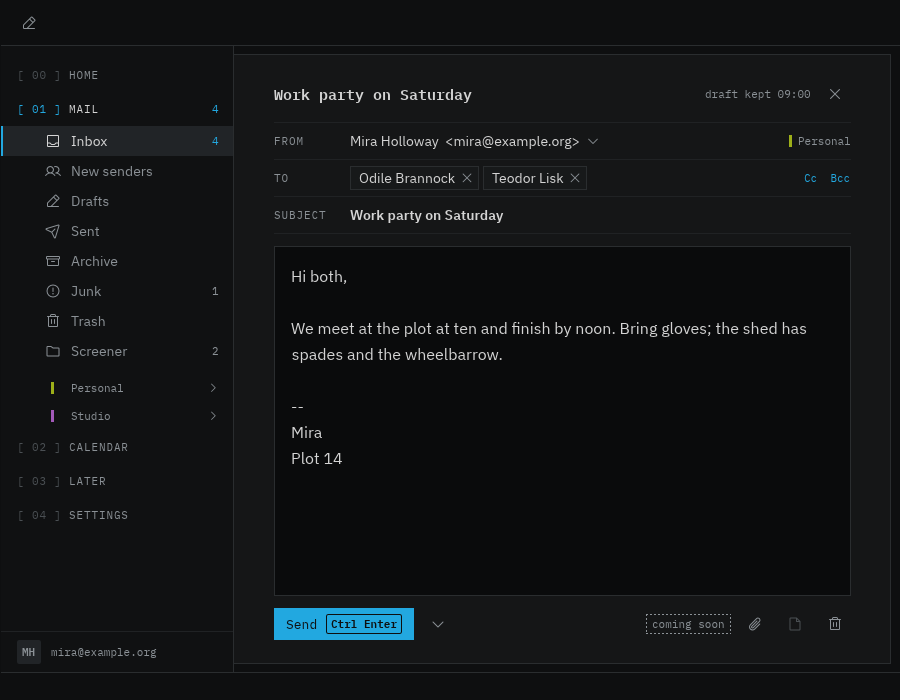 [ 00 ] HOME
[ 01 ] MAIL 4
Inbox 4
New senders
Drafts
Sent
Archive
Junk 1
Trash
Screener 2
Personal
Studio
[ 02 ] CALENDAR
[ 03 ] LATER
[ 04 ] SETTINGS
MH mira@example.org
Work party on Saturday draft kept 09:00
FROM Mira Holloway <mira@example.org> Personal
TO Odile Brannock Teodor Lisk Cc Bcc
SUBJECT Work party on Saturday
Hi both,
We meet at the plot at ten and finish by noon. Bring gloves; the shed has
spades and the wheelbarrow.
--
Mira
Plot 14
Send Ctrl Enter coming soon